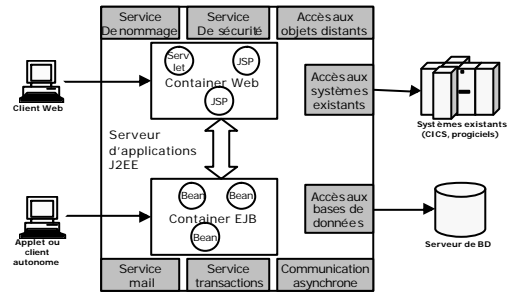 Service
De nommage
Service
De sécurité
Accès aux
objets distants
Serv
let
JSP
Container Web
JSP
Accès aux
systèmes
existants
Client Web
Systèmes existants
(CICS, progiciels)
Serveur
d'applications
J2EE
Bean
Bean
Container EJB
Bean
Accès aux
bases de
données
Applet ou
client
autonome
Serveur de BD
Service
mail
Service
transactions
Communication
asynchrone